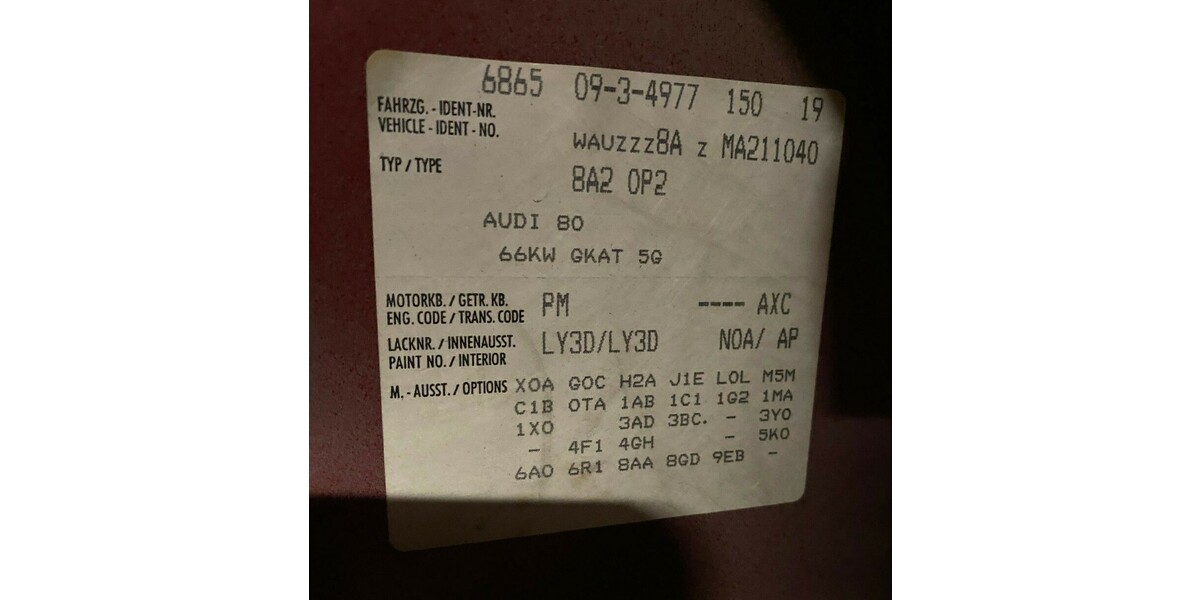 6865 09-3-4977 150 19
FAHRZG. - IDENT-NR.
VEHICLE - IDENT - NO.
WAUZZZ8A Z MA211040
TYP / TYPE 8A2 0P2
AUDI 80
66KW GKAT 5G
MOTORKB. / GETR. KB.
ENG. CODE / TRANS. CODE PM ---- AXC
LACKNR. / INNENAUSST.
PAINT NO. / INTERIOR LY3D/LY3D NOA/ AP
M. - AUSST. / OPTIONS X0A G0C H2A J1E L0L M5M
C1B 0TA 1AB 1C1 1G2 1MA
1X0 3AD 3BC. - 3Y0
- 4F1 4GH - 5K0
6A0 6R1 8AA 8GD 9EB -